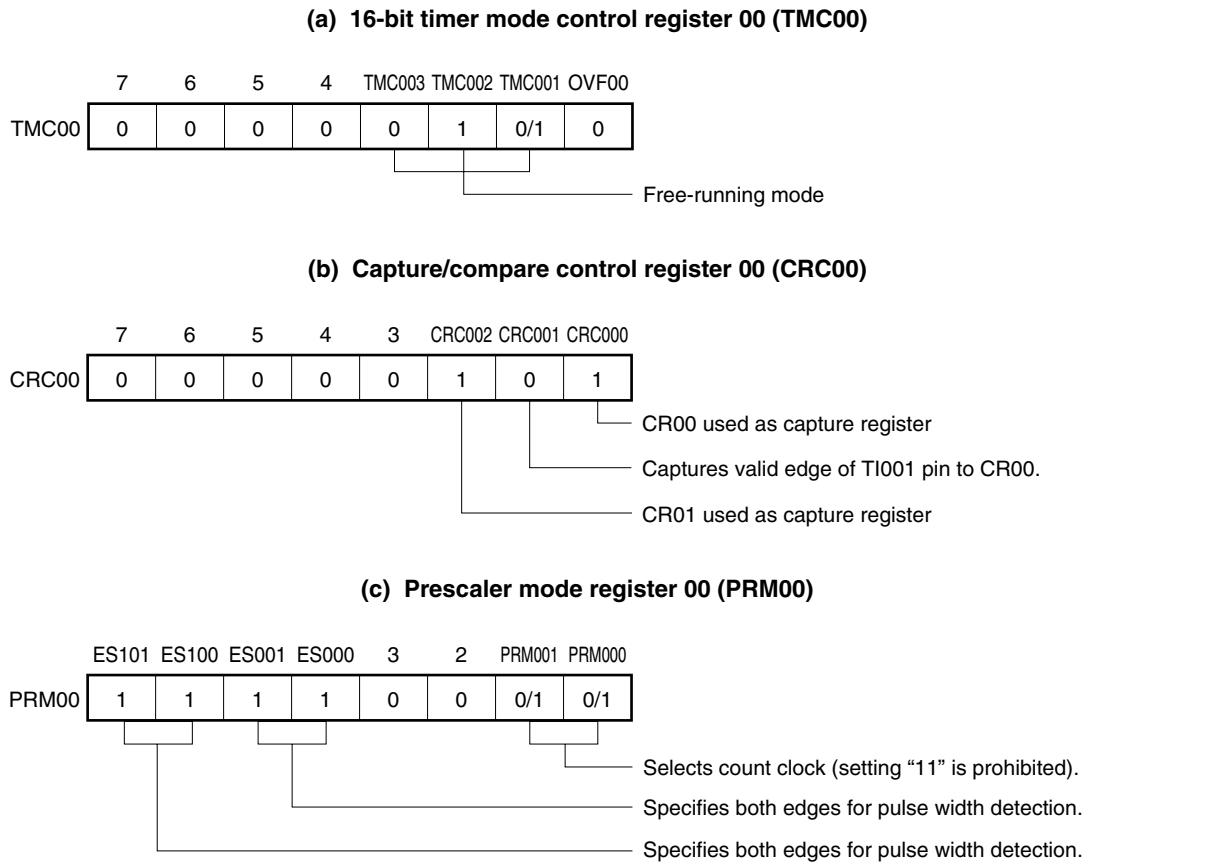 (a) 16-bit timer mode control register 00 (TMC00)
7 6 5 4 TMC003 TMC002 TMC001 OVF00
TMC00 0 0 0 0 0 1 0/1 0
Free-running mode
(b) Capture/compare control register 00 (CRC00)
7 6 5 4 3 CRC002 CRC001 CRC000
CRC00 0 0 0 0 0 1 0 1
CR00 used as capture register
Captures valid edge of TI001 pin to CR00.
CR01 used as capture register
(c) Prescaler mode register 00 (PRM00)
ES101 ES100 ES001 ES000 3 2 PRM001 PRM000
PRM00 1 1 1 1 0 0 0/1 0/1
Selects count clock (setting “11” is prohibited).
Specifies both edges for pulse width detection.
Specifies both edges for pulse width detection.